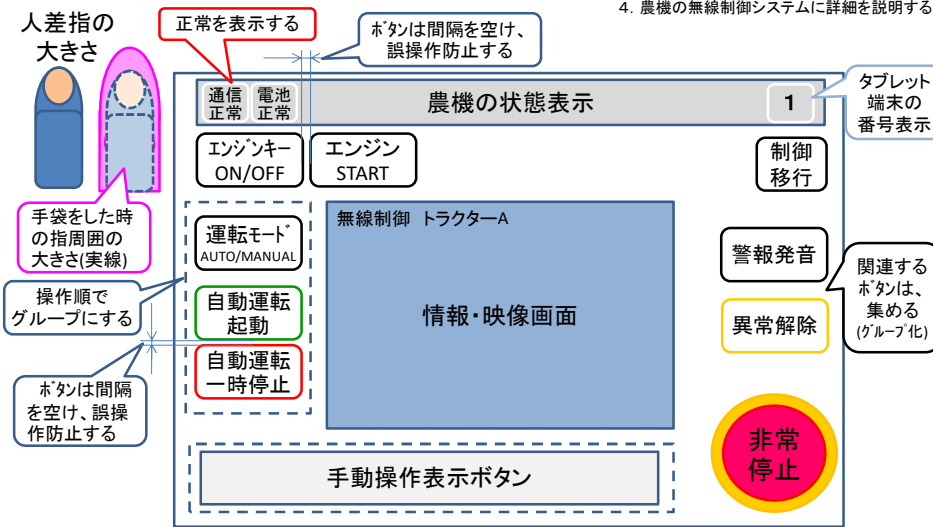 4. 農機の無線制御システムに詳細を説明する
人差指の
大きさ
正常を表示する
ボタンは間隔を空け、
誤操作防止する
通信
正常
電池
正常
農機の状態表示
1
タブレット
端末の
番号表示
エンジンキー
ON/OFF
エンジン
START
制御
移行
手袋をした時
の指周囲の
大きさ(実線)
運転モード
AUTO/MANUAL
無線制御 トラクターA
情報・映像画面
警報発音
関連する
ボタンは、
集める
(グループ化)
操作順で
グループにする
自動運転
起動
異常解除
自動運転
一時停止
ボタンは間隔
を空け、誤操
作防止する
非常
停止
手動操作表示ボタン